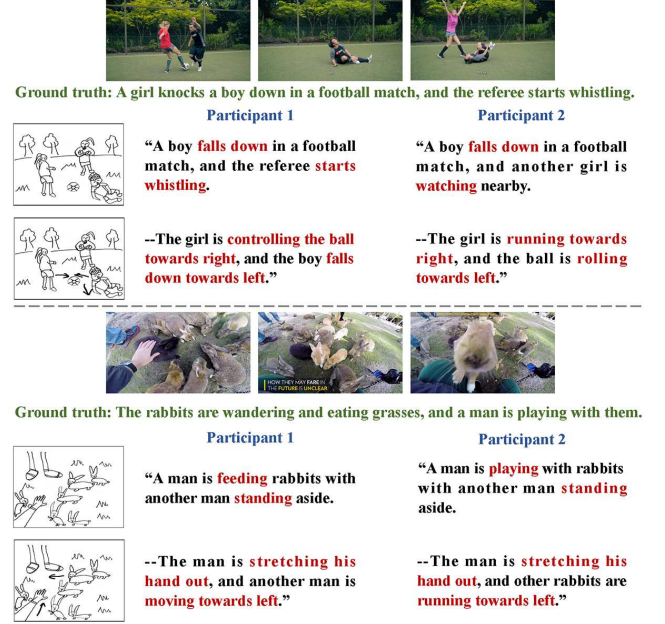 Ground truth: A girl knocks a boy down in a football match, and the referee starts whistling.
Participant 1
“A boy falls down in a football
match, and the referee starts
whistling.
--The girl is controlling the ball
towards right, and the boy falls
down towards left.”
Participant 2
“A boy falls down in a football
match, and another girl is
watching nearby.
--The girl is running towards
right, and the ball is rolling
towards left.”
HOW THEY MAY FARE IN
THE FUTURE IS UNCLEAR
Ground truth: The rabbits are wandering and eating grasses, and a man is playing with them.
Participant 1
“A man is feeding rabbits with
another man standing aside.
--The man is stretching his
hand out, and another man is
moving towards left.”
Participant 2
“A man is playing with rabbits
with another man standing
aside.
--The man is stretching his
hand out, and other rabbits are
running towards left.”